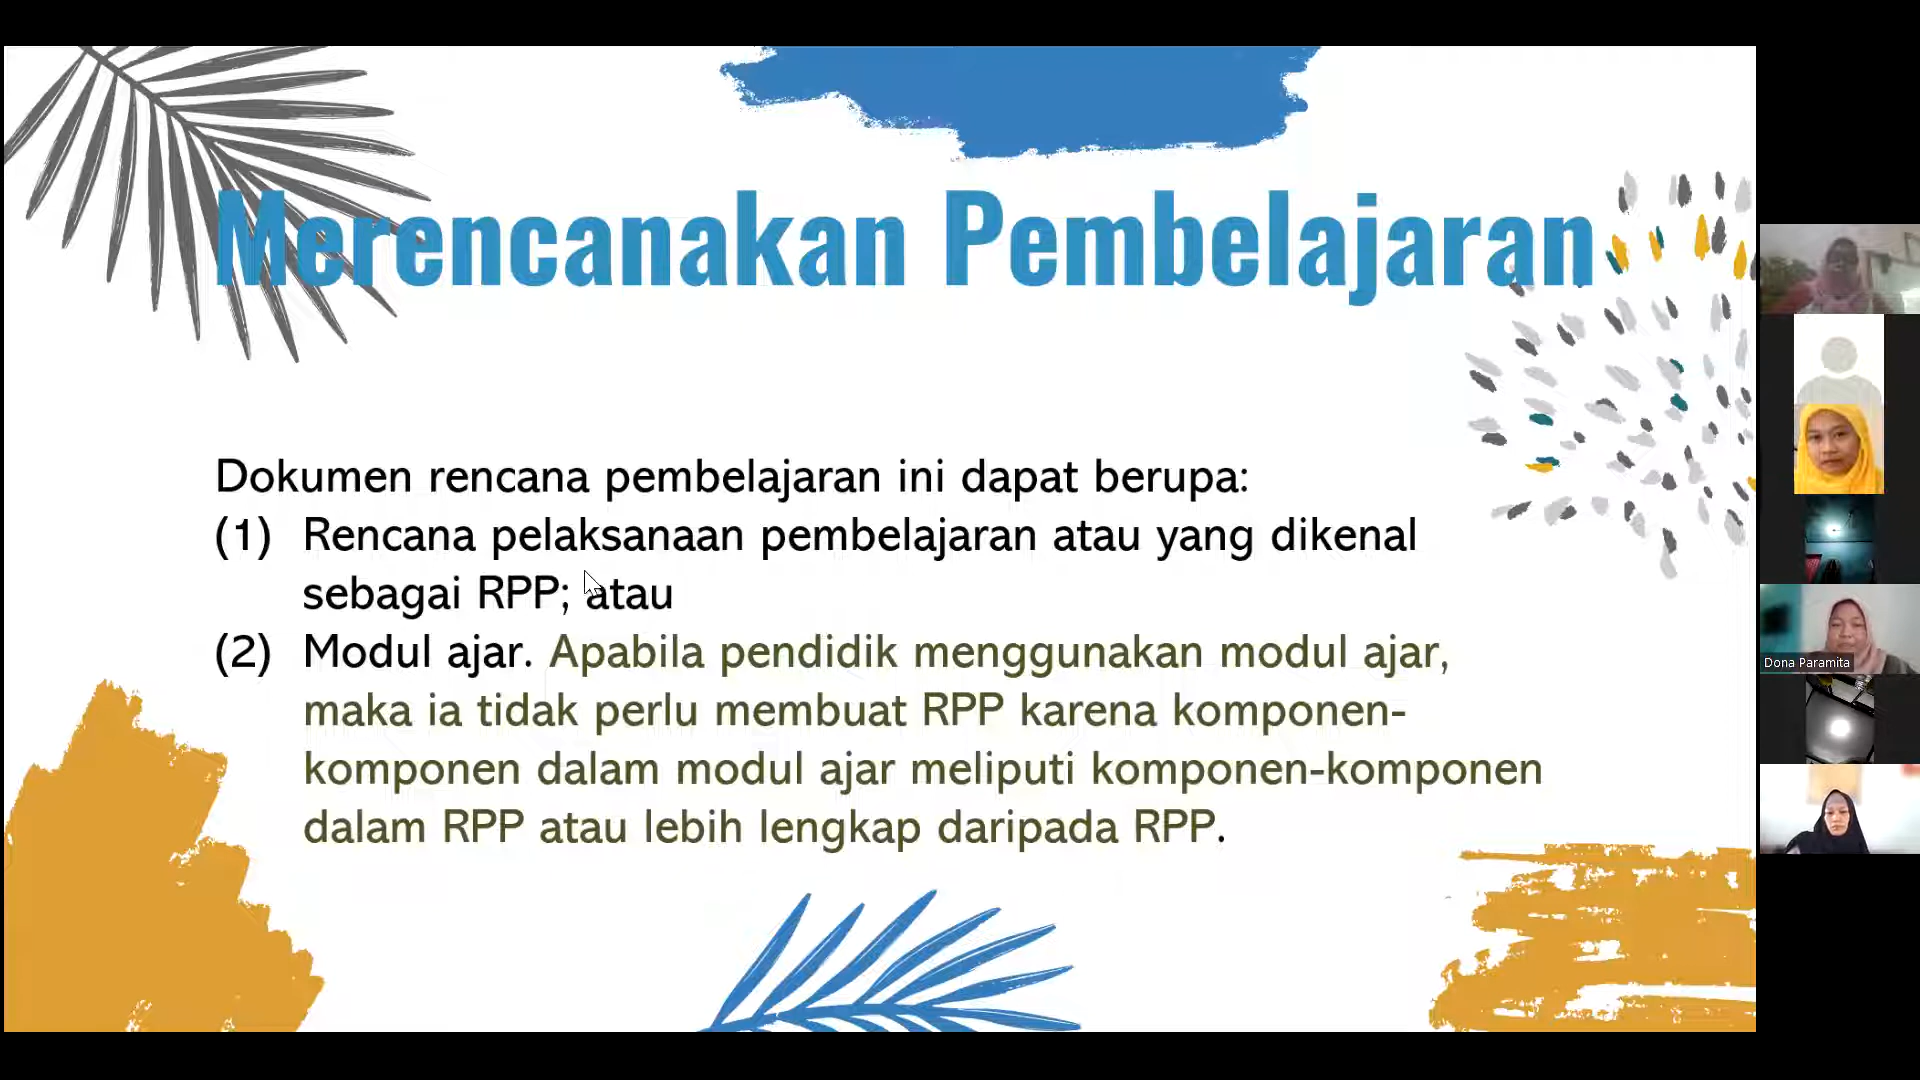 Merencanakan Pembelajaran
Dokumen rencana pembelajaran ini dapat berupa:
(1) Rencana pelaksanaan pembelajaran atau yang dikenal
sebagai RPP; atau
(2) Modul ajar. Apabila pendidik menggunakan modul ajar,
maka ia tidak perlu membuat RPP karena komponen-
komponen dalam modul ajar meliputi komponen-komponen
dalam RPP atau lebih lengkap daripada RPP.
Dona Paramita